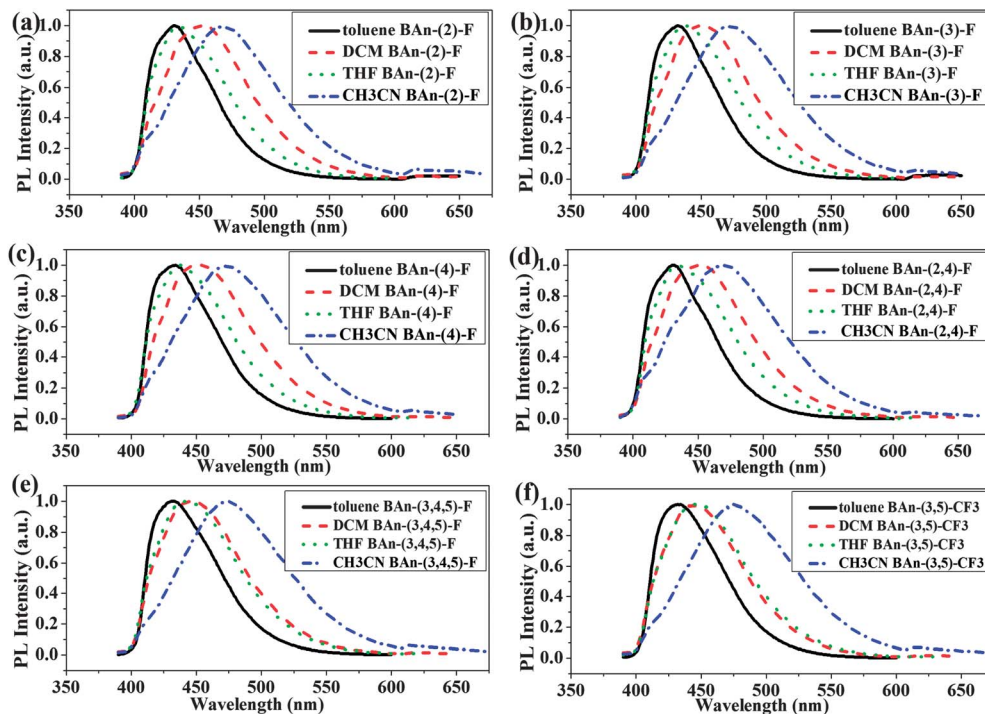 (a)
toluene BAn-(2)-F
DCM BAn-(2)-F
THF BAn-(2)-F
CH3CN BAn-(2)-F
PL Intensity (a.u.)
1.0
0.8
0.6
0.4
0.2
0.0
350 400 450 500 550 600 650
Wavelength (nm)
(b)
toluene BAn-(3)-F
DCM BAn-(3)-F
THF BAn-(3)-F
CH3CN BAn-(3)-F
PL Intensity (a.u.)
1.0
0.8
0.6
0.4
0.2
0.0
350 400 450 500 550 600 650
Wavelength (nm)
(c)
toluene BAn-(4)-F
DCM BAn-(4)-F
THF BAn-(4)-F
CH3CN BAn-(4)-F
PL Intensity (a.u.)
1.0
0.8
0.6
0.4
0.2
0.0
350 400 450 500 550 600 650
Wavelength (nm)
(d)
toluene BAn-(2,4)-F
DCM BAn-(2,4)-F
THF BAn-(2,4)-F
CH3CN BAn-(2,4)-F
PL Intensity (a.u.)
1.0
0.8
0.6
0.4
0.2
0.0
350 400 450 500 550 600 650
Wavelength (nm)
(e)
toluene BAn-(3,4,5)-F
DCM BAn-(3,4,5)-F
THF BAn-(3,4,5)-F
CH3CN BAn-(3,4,5)-F
PL Intensity (a.u.)
1.0
0.8
0.6
0.4
0.2
0.0
350 400 450 500 550 600 650
Wavelength (nm)
(f)
toluene BAn-(3,5)-CF3
DCM BAn-(3,5)-CF3
THF BAn-(3,5)-CF3
CH3CN BAn-(3,5)-CF3
PL Intensity (a.u.)
1.0
0.8
0.6
0.4
0.2
0.0
350 400 450 500 550 600 650
Wavelength (nm)